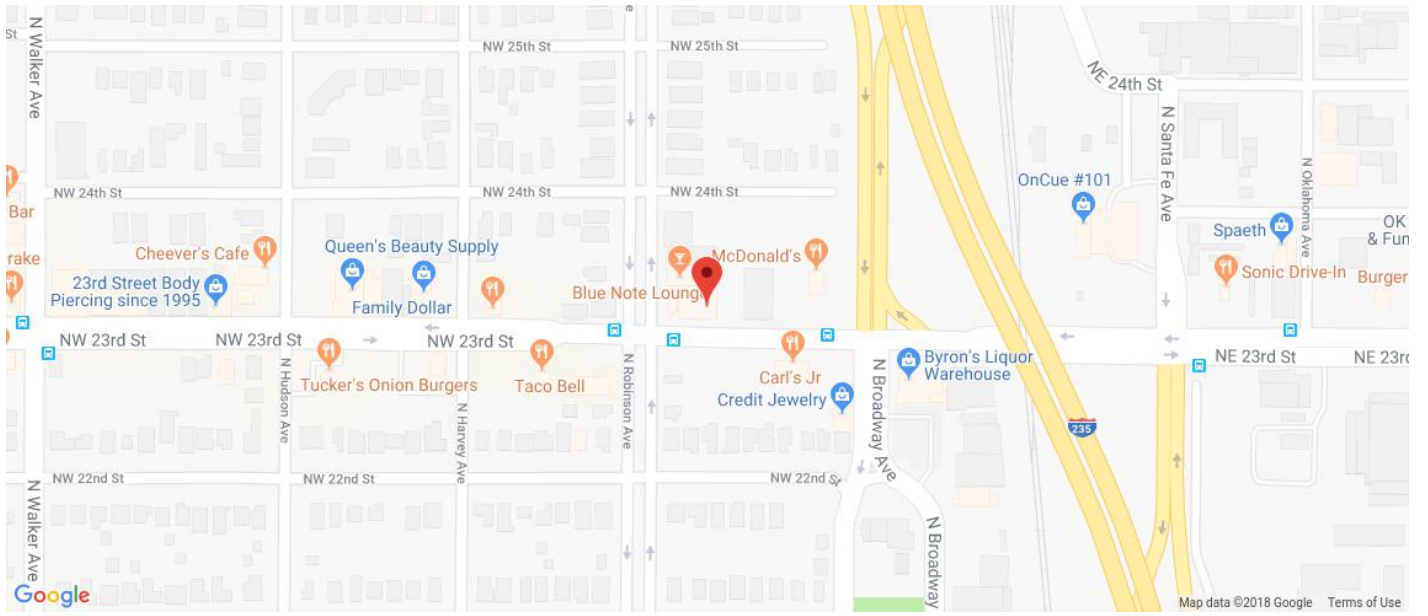 N Walker Ave
St
NW 25th St
NW 25th St
e
NE 24th St
N Santa Fe Ave
N Oklahoma Ave
OnCue #101
NW 24th St
NW 24th St
NW 24th St
Bar
rake
Cheever's Cafe
Queen's Beauty Supply
23rd Street Body
Piercing since 1995
Family Dollar
McDonald's
Blue Note Lounge
Spaeth
OK
& Fun
Sonic Drive-In
Burger
NW 23rd St
NW 23rd St
NW 23rd St
NE 23rd St
NE 23r
N Hudson Ave
Tucker's Onion Burgers
N Harvey Ave
Taco Bell
N Robinson Ave
Carl's Jr
Credit Jewelry
N Broadway Ave
Byron's Liquor
Warehouse
235
NW 22nd St
NW 22nd St
N Walker Ave
N Broadway
Google
Map data ©2018 Google
Terms of Use